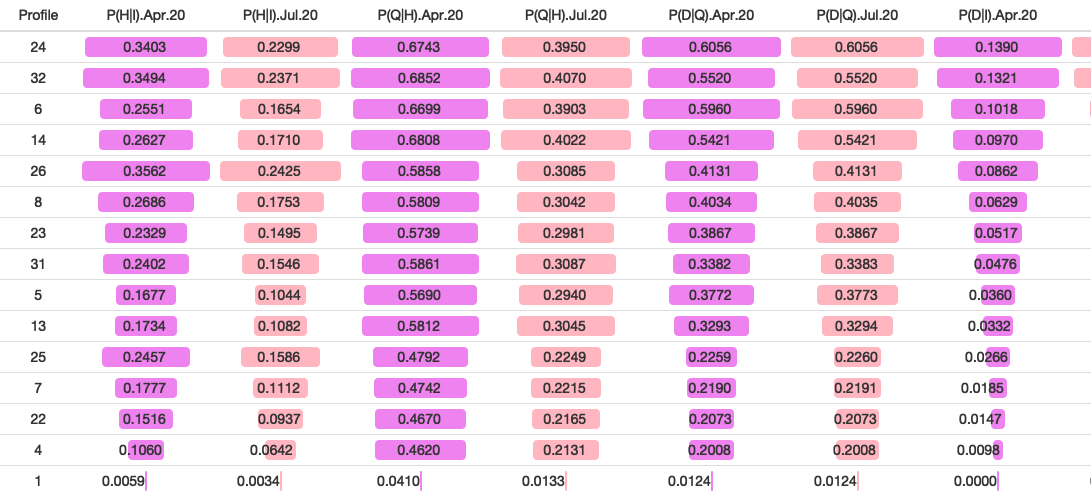 Profile P(H|I).Apr.20 P(H|I).Jul.20 P(Q|H).Apr.20 P(Q|H).Jul.20 P(D|Q).Apr.20 P(D|Q).Jul.20 P(D|I).Apr.20
24 0.3403 0.2299 0.6743 0.3950 0.6056 0.6056 0.1390
32 0.3494 0.2371 0.6852 0.4070 0.5520 0.5520 0.1321
6 0.2551 0.1654 0.6699 0.3903 0.5960 0.5960 0.1018
14 0.2627 0.1710 0.6808 0.4022 0.5421 0.5421 0.0970
26 0.3562 0.2425 0.5858 0.3085 0.4131 0.4131 0.0862
8 0.2686 0.1753 0.5809 0.3042 0.4034 0.4035 0.0629
23 0.2329 0.1495 0.5739 0.2981 0.3867 0.3867 0.0517
31 0.2402 0.1546 0.5861 0.3087 0.3382 0.3383 0.0476
5 0.1677 0.1044 0.5690 0.2940 0.3772 0.3773 0.0360
13 0.1734 0.1082 0.5812 0.3045 0.3293 0.3294 0.0332
25 0.2457 0.1586 0.4792 0.2249 0.2259 0.2260 0.0266
7 0.1777 0.1112 0.4742 0.2215 0.2190 0.2191 0.0185
22 0.1516 0.0937 0.4670 0.2165 0.2073 0.2073 0.0147
4 0.1060 0.0642 0.4620 0.2131 0.2008 0.2008 0.0098
1 0.0059 0.0034 0.0410 0.0133 0.0124 0.0124 0.0000